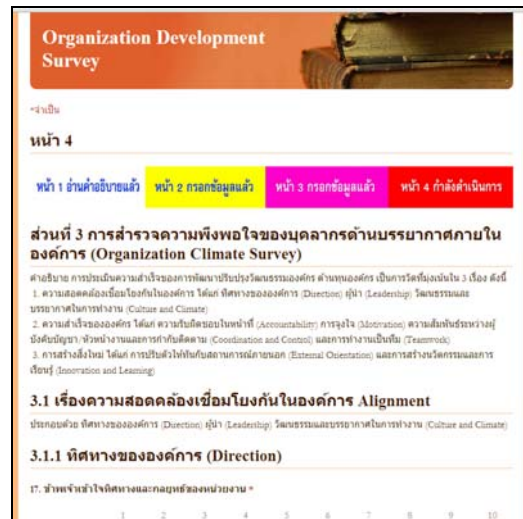 Organization Development
Survey
*จำเป็น
หน้า 4
หน้า 1 อ่านคำอธิบายแล้ว หน้า 2 กรอกข้อมูลแล้ว หน้า 3 กรอกข้อมูลแล้ว หน้า 4 กำลังดำเนินการ
ส่วนที่ 3 การสำรวจความพึงพอใจของบุคลากรด้านบรรยากาศภายใน
องค์การ (Organization Climate Survey)
คำอธิบาย การประเมินความสำเร็จของการพัฒนาปรับปรุงวัฒนธรรมองค์กร ด้านทุนองค์กร เป็นการวัดที่มุ่งเน้นใน 3 เรื่อง ดังนี้
1. ความสอดคล้องเชื่อมโยงกันในองค์การ ได้แก่ ทิศทางขององค์การ (Direction) ผู้นำ (Leadership) วัฒนธรรมและ
บรรยากาศในการทำงาน (Culture and Climate)
2. ความสำเร็จขององค์กร ได้แก่ ความรับผิดชอบในหน้าที่ (Accountability) การจูงใจ (Motivation) ความสัมพันธ์ระหว่างผู้
บังคับบัญชา/หัวหน้างานและการกำกับติดตาม (Coordination and Control) และการทำงานเป็นทีม (Teamwork)
3. การสร้างสิ่งใหม่ ได้แก่ การปรับตัวให้ทันกับสถานการณ์ภายนอก (External Orientation) และการสร้างนวัตกรรมและการ
เรียนรู้ (Innovation and Learning)
3.1 เรื่องความสอดคล้องเชื่อมโยงกันในองค์การ Alignment
ประกอบด้วย ทิศทางขององค์การ (Direction) ผู้นำ (Leadership) วัฒนธรรมและบรรยากาศในการทำงาน (Culture and Climate)
3.1.1 ทิศทางขององค์การ (Direction)
17. ข้าพเจ้าเข้าใจทิศทางและกลยุทธ์ของหน่วยงาน *
1 2 3 4 5 6 7 8 9 10